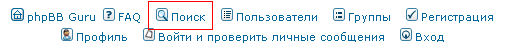 phpBB Guru FAQ Поиск Пользователи Группы Регистрация
Профиль Войти и проверить личные сообщения Вход